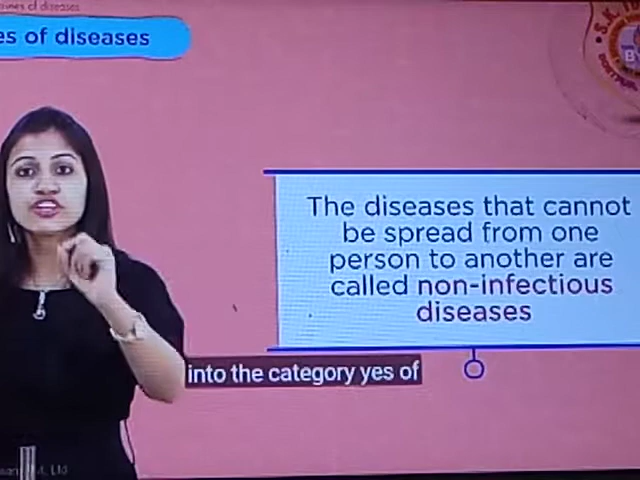 es of diseases
The diseases that cannot
be spread from one
person to another are
called non-infectious
diseases
into the category yes of